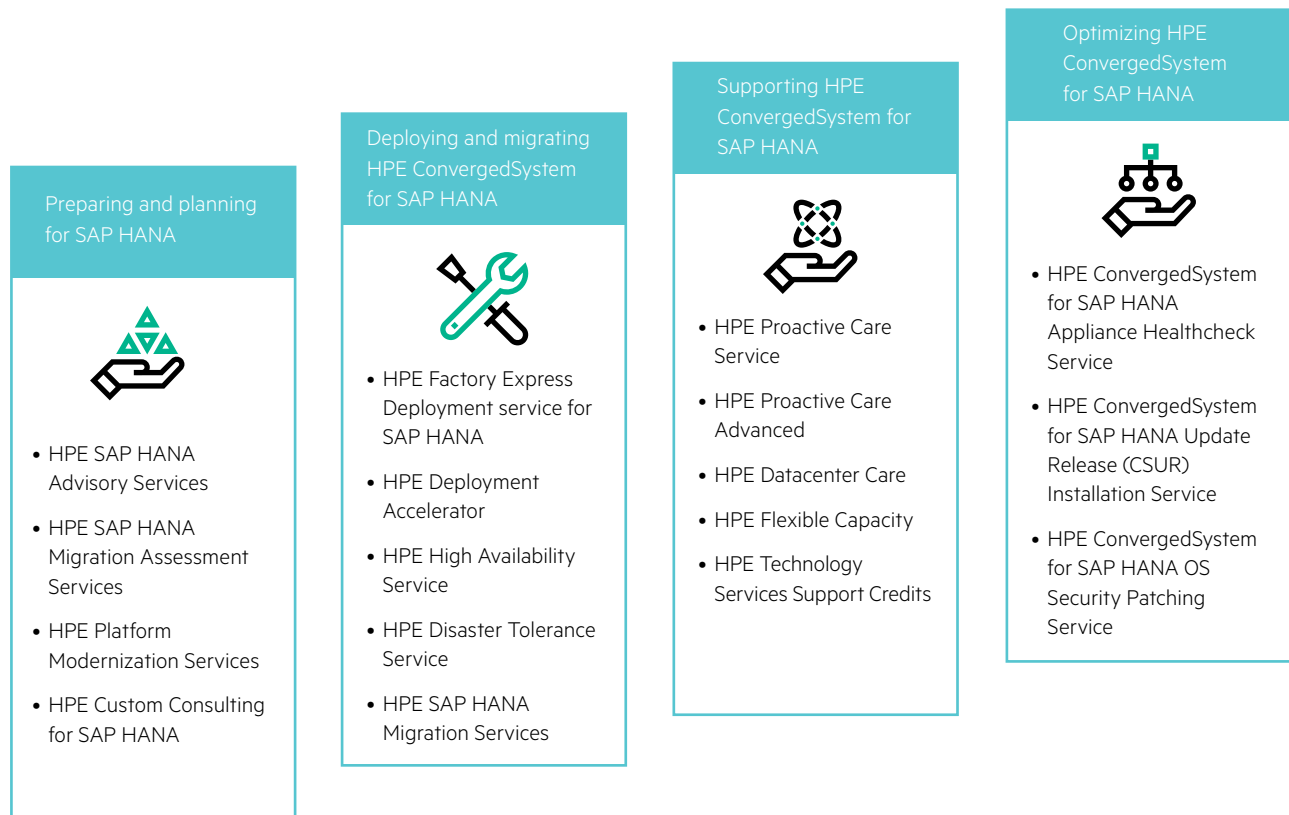 Preparing and planning
for SAP HANA
• HPE SAP HANA
Advisory Services
• HPE SAP HANA
Migration Assessment
Services
• HPE Platform
Modernization Services
• HPE Custom Consulting
for SAP HANA
Deploying and migrating
HPE ConvergedSystem
for SAP HANA
• HPE Factory Express
Deployment service for
SAP HANA
• HPE Deployment
Accelerator
• HPE High Availability
Service
• HPE Disaster Tolerance
Service
• HPE SAP HANA
Migration Services
Supporting HPE
ConvergedSystem for
SAP HANA
• HPE Proactive Care
Service
• HPE Proactive Care
Advanced
• HPE Datacenter Care
• HPE Flexible Capacity
• HPE Technology
Services Support Credits
Optimizing HPE
ConvergedSystem
for SAP HANA
• HPE ConvergedSystem
for SAP HANA
Appliance Healthcheck
Service
• HPE ConvergedSystem
for SAP HANA Update
Release (CSUR)
Installation Service
• HPE ConvergedSystem
for SAP HANA OS
Security Patching
Service